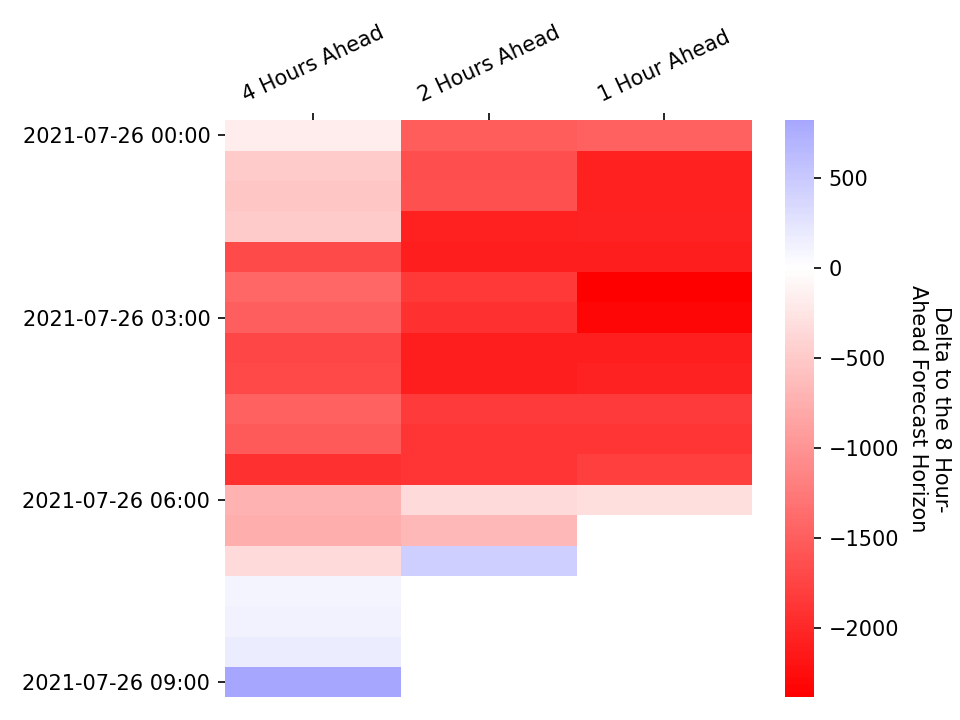 4 Hours Ahead
2 Hours Ahead
1 Hour Ahead
2021-07-26 00:00
2021-07-26 03:00
2021-07-26 06:00
2021-07-26 09:00
500
0
−500
−1000
−1500
−2000
Delta to the 8 Hour-
Ahead Forecast Horizon